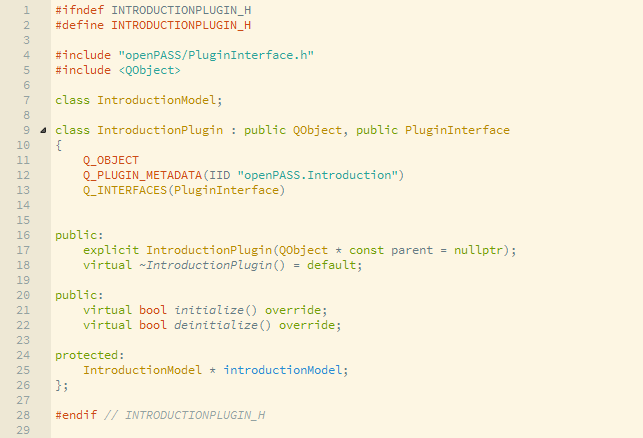 1 #ifndef INTRODUCTIONPLUGIN_H
2 #define INTRODUCTIONPLUGIN_H
3
4 #include "openPASS/PluginInterface.h"
5 #include <QObject>
6
7 class IntroductionModel;
8
9 class IntroductionPlugin : public QObject, public PluginInterface
10 {
11     Q_OBJECT
12     Q_PLUGIN_METADATA(IID "openPASS.Introduction")
13     Q_INTERFACES(PluginInterface)
14
15
16 public:
17     explicit IntroductionPlugin(QObject * const parent = nullptr);
18     virtual ~IntroductionPlugin() = default;
19
20 public:
21     virtual bool initialize() override;
22     virtual bool deinitialize() override;
23
24 protected:
25     IntroductionModel * introductionModel;
26 };
27
28 #endif // INTRODUCTIONPLUGIN_H
29